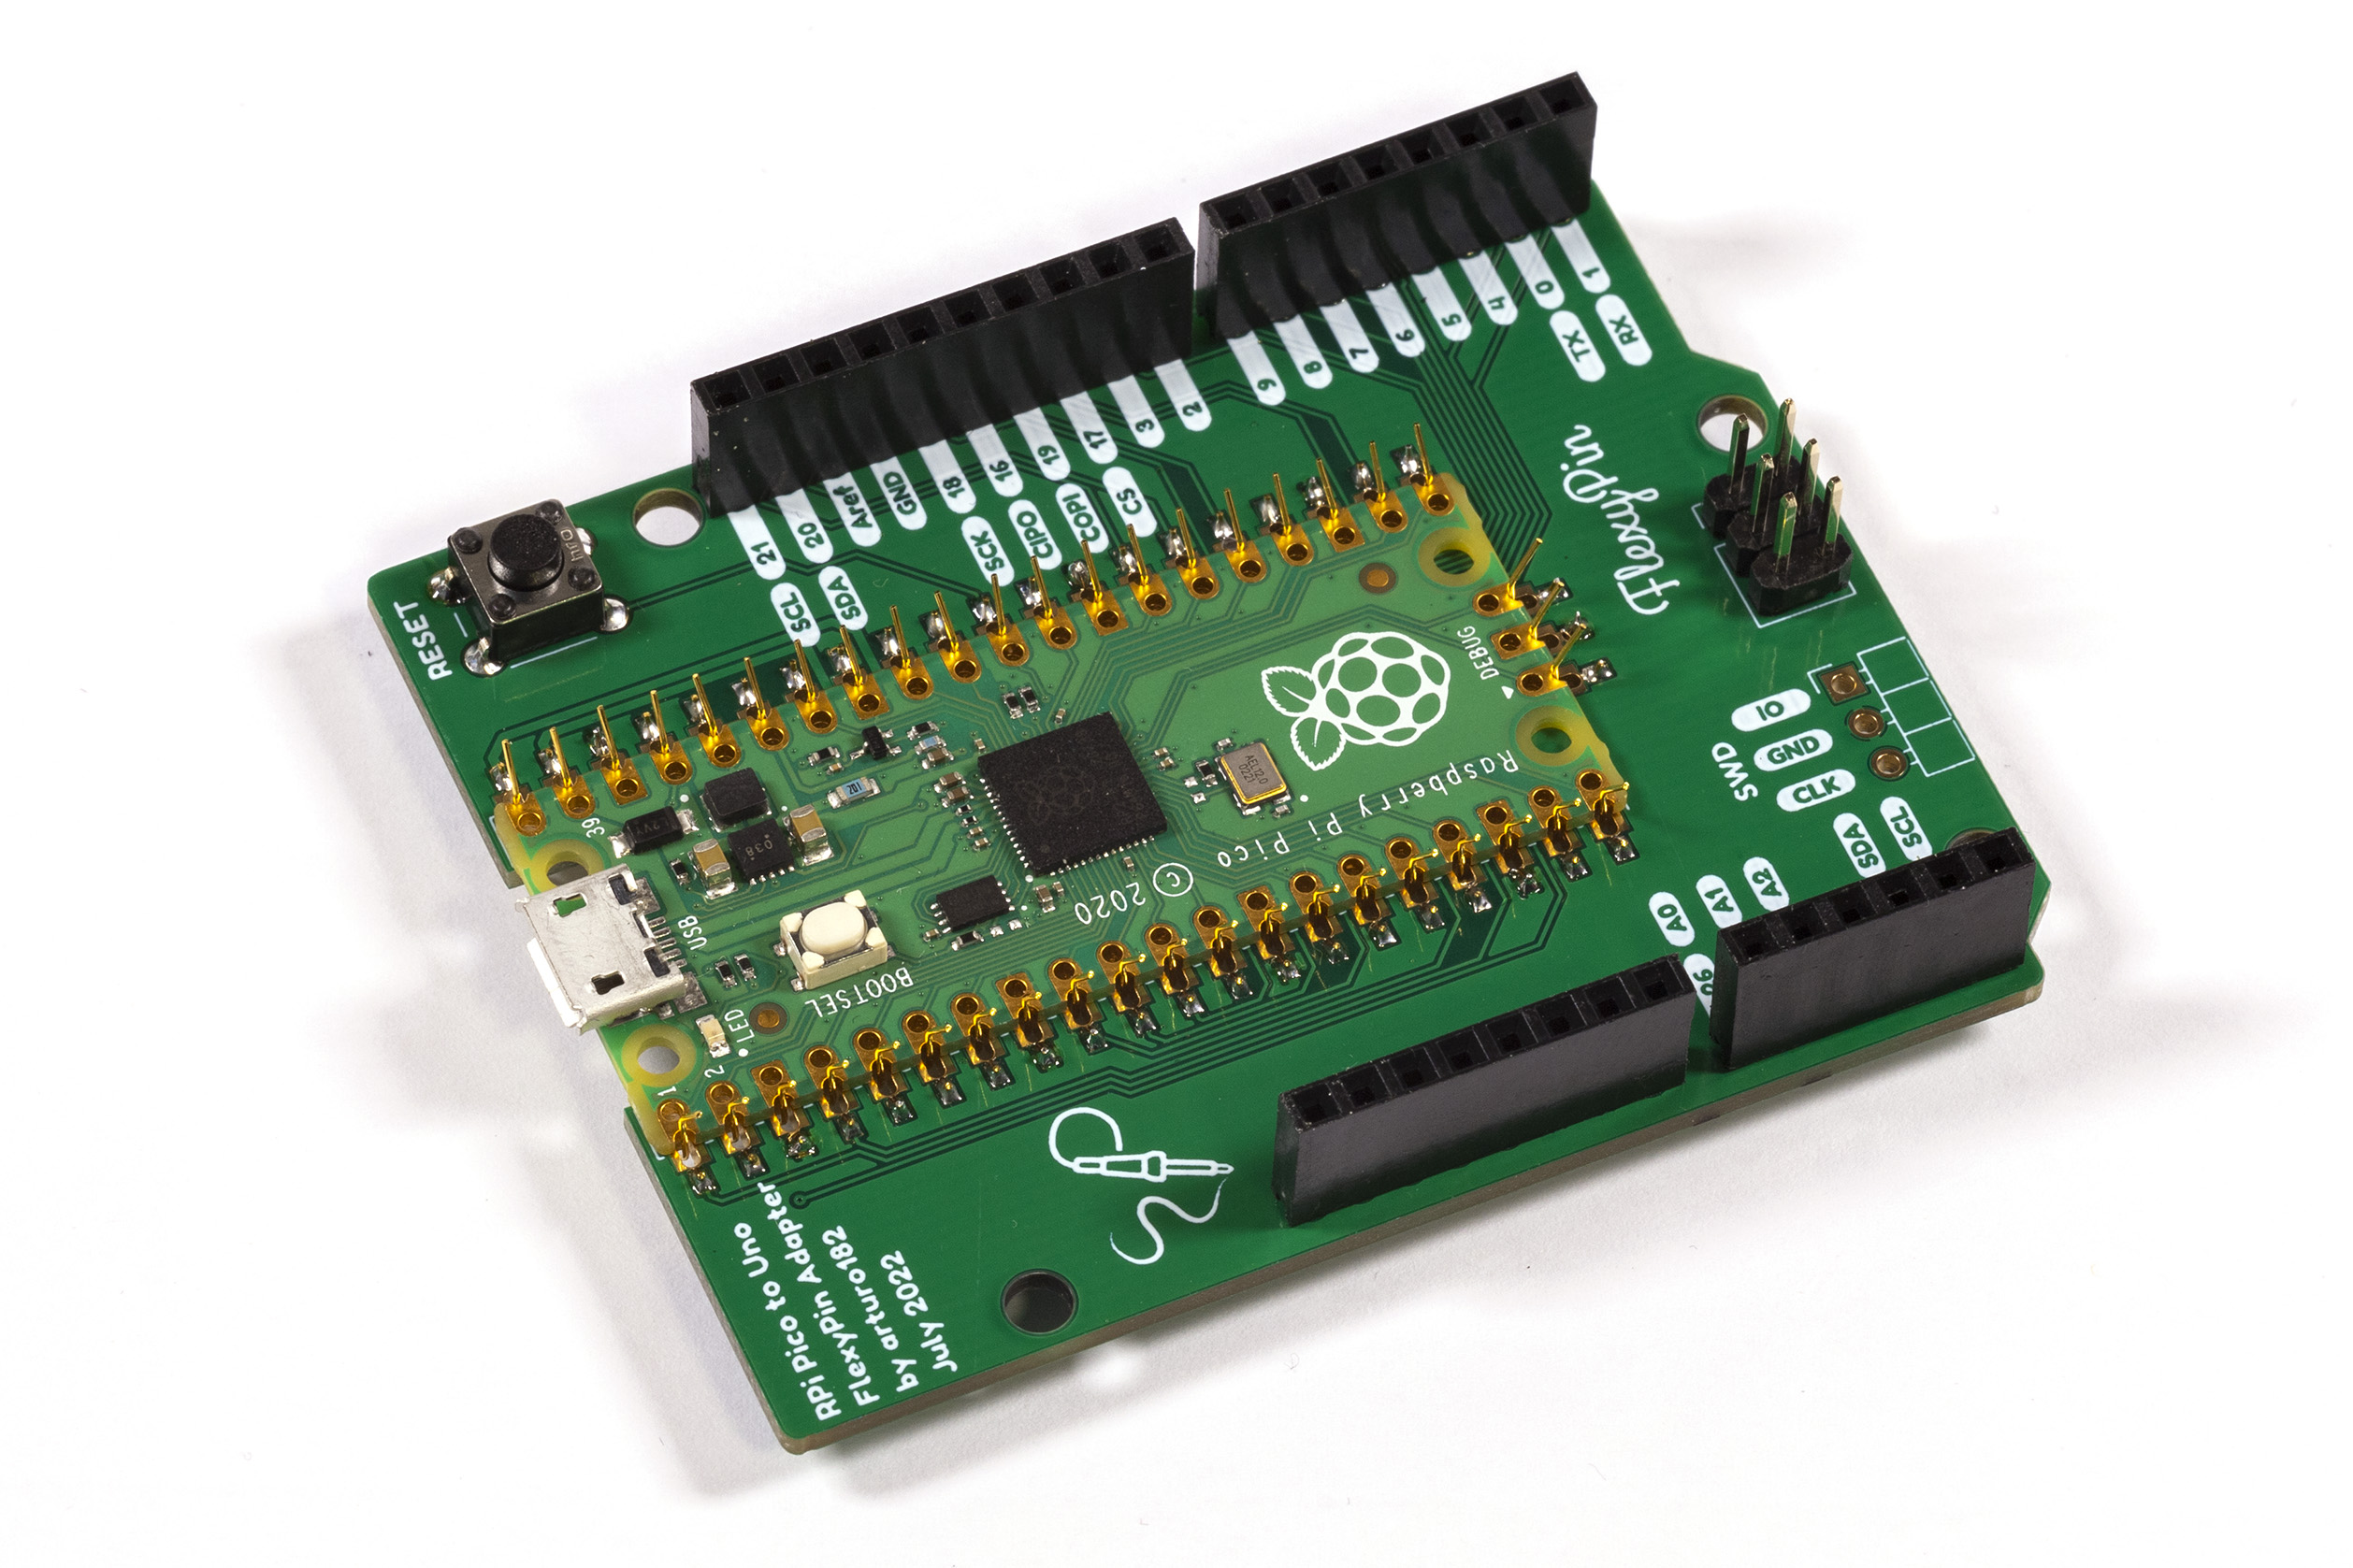 RESET
21
20
Aref
GND
18
16
19
17
3
2
SCL
SDA
SCK
CIPO
COPI
CS
9
8
7
6
5
4
0
1
TX
RX
FlexyPin
DEBUG
Raspberry Pi Pico
© 2020
AEL12.0
39
USB
BOOTSEL
LED
2
1
IO
GND
CLK
SWD
SDA
SCL
A0
A1
A2
RPi Pico to Uno
FlexyPin Adapter
by arturo182
July 2022